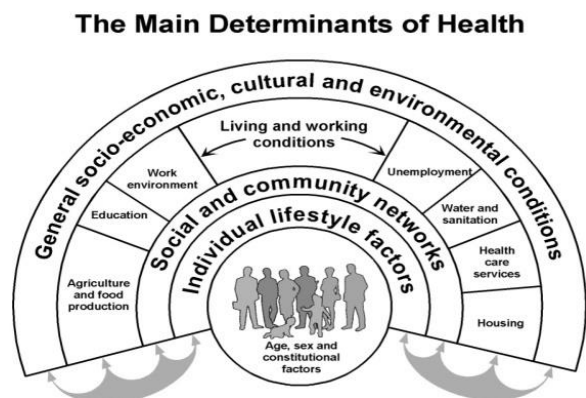 The Main Determinants of Health
General socio-economic, cultural and environmental conditions
Living and working
conditions
Work
environment
Unemployment
Education
Water and
sanitation
Social and community networks
Individual lifestyle factors
Agriculture
and food
production
Health
care
services
Housing
Age, sex and
constitutional
factors